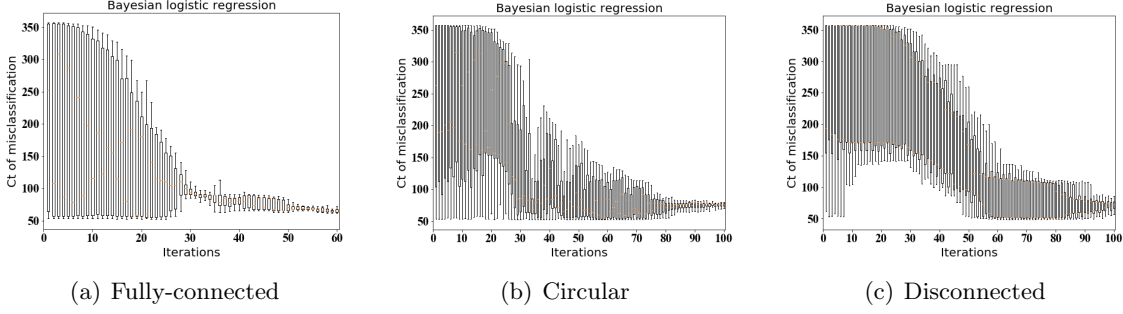 Bayesian logistic regression
Ct of misclassification
350
300
250
200
150
100
50
0 10 20 30 40 50 60
Iterations
(a) Fully-connected
Bayesian logistic regression
Ct of misclassification
350
300
250
200
150
100
50
0 10 20 30 40 50 60 70 80 90 100
Iterations
(b) Circular
Bayesian logistic regression
Ct of misclassification
350
300
250
200
150
100
50
0 10 20 30 40 50 60 70 80 90 100
Iterations
(c) Disconnected